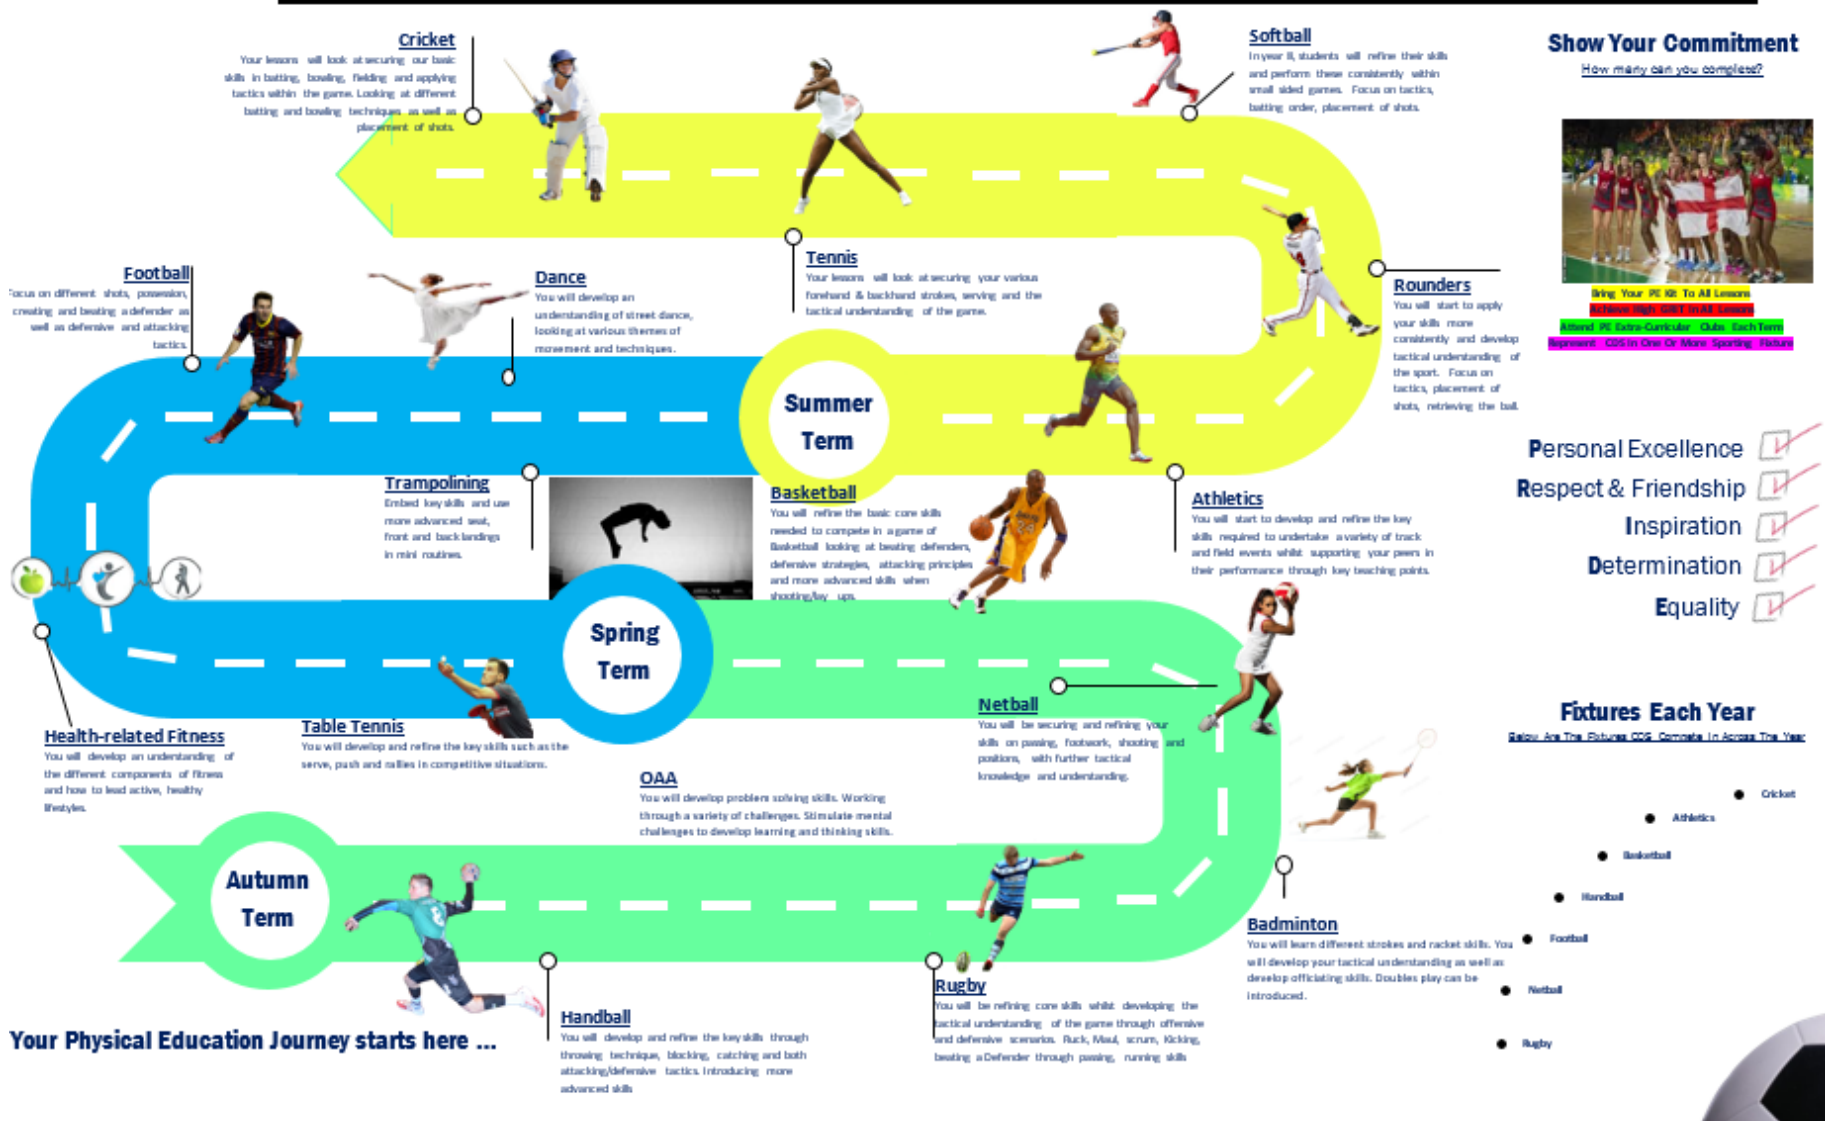 Cricket
Your lessons will look at securing our basic
skills in batting, bowling, fielding and applying
tactics within the game. Looking at different
batting and bowling techniques as well as
placement of shots.
Softball
In year 8, students will refine their skills
and perform these consistently within
small sided games. Focus on tactics,
batting order, placement of shots.
Show Your Commitment
How many can you complete?
Bring Your PE Kit To All Lessons
Achieve High GRIT In All Lessons
Attend PE Extra-Curricular Clubs Each Term
Represent CDS In One Or More Sporting Fixture
Football
Focus on different shots, possession,
creating and beating a defender as
well as defensive and attacking
tactics.
Dance
You will develop an
understanding of street dance,
looking at various themes of
movement and techniques.
Tennis
Your lessons will look at securing your various
forehand & backhand strokes, serving and the
tactical understanding of the game.
Rounders
You will start to apply
your skills more
consistently and develop
tactical understanding of
the sport. Focus on
tactics, placement of
shots, retrieving the ball.
Summer
Term
Trampolining
Embed key skills and use
more advanced seat,
front and back landings
in mini routines.
Basketball
You will refine the basic core skills
needed to compete in a game of
Basketball looking at beating defenders,
defensive strategies, attacking principles
and more advanced skills when
shooting/lay ups.
Athletics
You will start to develop and refine the key
skills required to undertake a variety of track
and field events whilst supporting your peers in
their performance through key teaching points.
Personal Excellence
Respect & Friendship
Inspiration
Determination
Equality
Spring
Term
Health-related Fitness
You will develop an understanding of
the different components of fitness
and how to lead active, healthy
lifestyles.
Table Tennis
You will develop and refine the key skills such as the
serve, push and rallies in competitive situations.
OAA
You will develop problem solving skills. Working
through a variety of challenges. Stimulate mental
challenges to develop learning and thinking skills.
Netball
You will be securing and refining your
skills on passing, footwork, shooting and
positions, with further tactical
knowledge and understanding.
Fixtures Each Year
Below Are The Fixtures CDS Compete In Across The Year
Cricket
Athletics
Basketball
Handball
Football
Netball
Rugby
Autumn
Term
Badminton
You will learn different strokes and racket skills. You
will develop your tactical understanding as well as
develop officiating skills. Doubles play can be
introduced.
Handball
You will develop and refine the key skills through
throwing technique, blocking, catching and both
attacking/defensive tactics. Introducing more
advanced skills
Rugby
You will be refining core skills whilst developing the
tactical understanding of the game through offensive
and defensive scenarios. Ruck, Maul, scrum, Kicking,
beating a Defender through passing, running skills
Your Physical Education Journey starts here ...